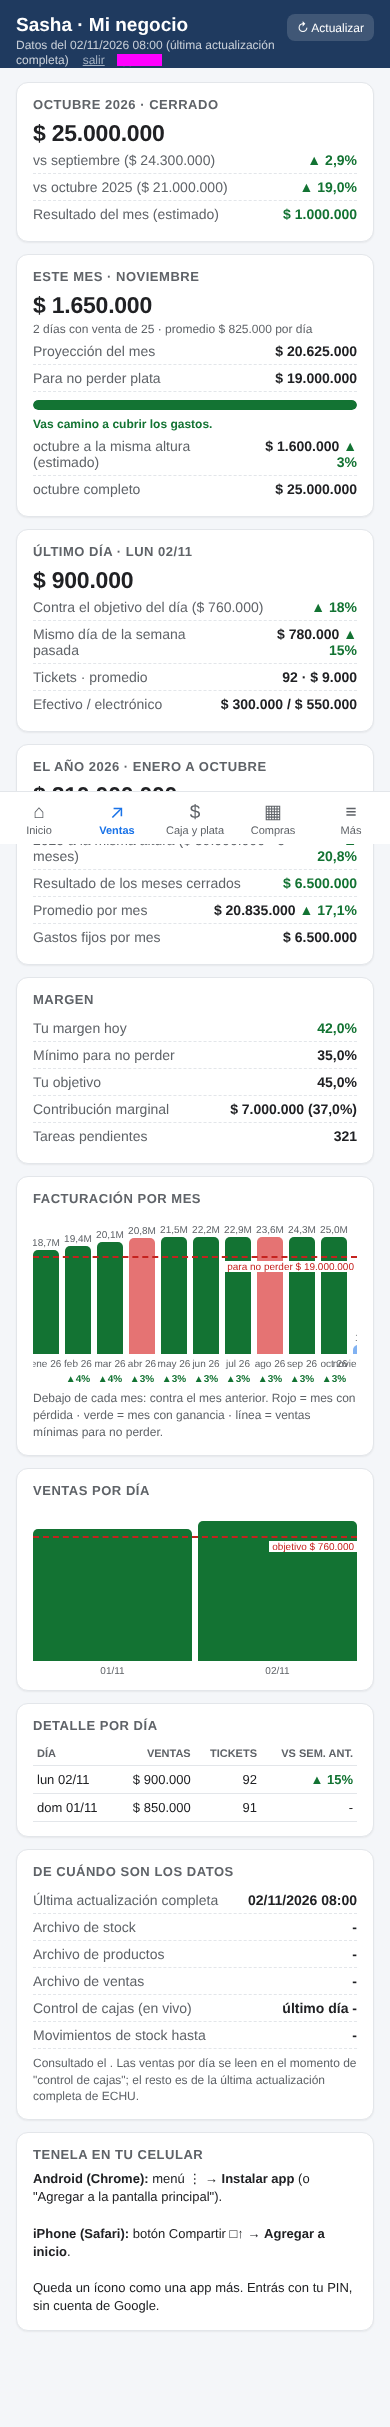 Sasha · Mi negocio
↻ Actualizar
Datos del 02/11/2026 08:00 (última actualización
completa) salir
OCTUBRE 2026 · CERRADO
$ 25.000.000
vs septiembre ($ 24.300.000) ▲ 2,9%
vs octubre 2025 ($ 21.000.000) ▲ 19,0%
Resultado del mes (estimado) $ 1.000.000
ESTE MES · NOVIEMBRE
$ 1.650.000
2 días con venta de 25 · promedio $ 825.000 por día
Proyección del mes $ 20.625.000
Para no perder plata $ 19.000.000
Vas camino a cubrir los gastos.
octubre a la misma altura $ 1.600.000 ▲
(estimado) 3%
octubre completo $ 25.000.000
ÚLTIMO DÍA · LUN 02/11
$ 900.000
Contra el objetivo del día ($ 760.000) ▲ 18%
Mismo día de la semana $ 780.000 ▲
pasada 15%
Tickets · promedio 92 · $ 9.000
Efectivo / electrónico $ 300.000 / $ 550.000
EL AÑO 2026 · ENERO A OCTUBRE
Inicio Ventas Caja y plata Compras Más
meses) 20,8%
Resultado de los meses cerrados $ 6.500.000
Promedio por mes $ 20.835.000 ▲ 17,1%
Gastos fijos por mes $ 6.500.000
MARGEN
Tu margen hoy 42,0%
Mínimo para no perder 35,0%
Tu objetivo 45,0%
Contribución marginal $ 7.000.000 (37,0%)
Tareas pendientes 321
FACTURACIÓN POR MES
18,7M 19,4M 20,1M 20,8M 21,5M 22,2M 22,9M 23,6M 24,3M 25,0M
para no perder $ 19.000.000
ene 26 feb 26 mar 26 abr 26 may 26 jun 26 jul 26 ago 26 sep 26 oct 26 novie
▲4% ▲4% ▲3% ▲3% ▲3% ▲3% ▲3% ▲3% ▲3%
Debajo de cada mes: contra el mes anterior. Rojo = mes con
pérdida · verde = mes con ganancia · línea = ventas
mínimas para no perder.
VENTAS POR DÍA
objetivo $ 760.000
01/11 02/11
DETALLE POR DÍA
DÍA VENTAS TICKETS VS SEM. ANT.
lun 02/11 $ 900.000 92 ▲ 15%
dom 01/11 $ 850.000 91 -
DE CUÁNDO SON LOS DATOS
Última actualización completa 02/11/2026 08:00
Archivo de stock -
Archivo de productos -
Archivo de ventas -
Control de cajas (en vivo) último día -
Movimientos de stock hasta -
Consultado el . Las ventas por día se leen en el momento de
"control de cajas"; el resto es de la última actualización
completa de ECHU.
TENELA EN TU CELULAR
Android (Chrome): menú ⋮ → Instalar app (o
"Agregar a la pantalla principal").
iPhone (Safari): botón Compartir □↑ → Agregar a
inicio.
Queda un ícono como una app más. Entrás con tu PIN,
sin cuenta de Google.